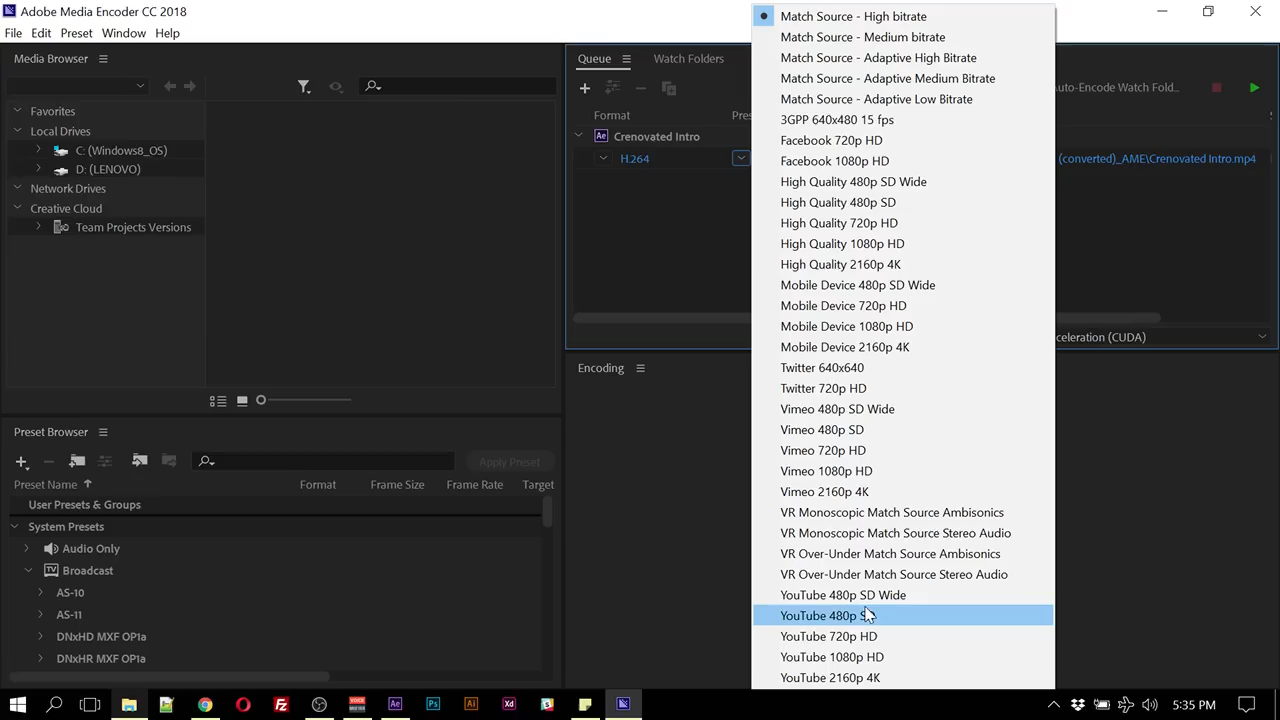 Adobe Media Encoder CC 2018
File Edit Preset Window Help
Media Browser
Favorites
Local Drives
C: (Windows8_OS)
D: (LENOVO)
Network Drives
Creative Cloud
Team Projects Versions
Preset Browser
Apply Preset
Preset Name Format Frame Size Frame Rate Target
User Presets & Groups
System Presets
Audio Only
Broadcast
AS-10
AS-11
DNxHD MXF OP1a
DNxHR MXF OP1a
Queue Watch Folders
Auto-Encode Watch Fold...
Format Pres
Ae Crenovated Intro
H.264
(converted)_AME\Crenovated Intro.mp4
celeration (CUDA)
Encoding
Match Source - High bitrate
Match Source - Medium bitrate
Match Source - Adaptive High Bitrate
Match Source - Adaptive Medium Bitrate
Match Source - Adaptive Low Bitrate
3GPP 640x480 15 fps
Facebook 720p HD
Facebook 1080p HD
High Quality 480p SD Wide
High Quality 480p SD
High Quality 720p HD
High Quality 1080p HD
High Quality 2160p 4K
Mobile Device 480p SD Wide
Mobile Device 720p HD
Mobile Device 1080p HD
Mobile Device 2160p 4K
Twitter 640x640
Twitter 720p HD
Vimeo 480p SD Wide
Vimeo 480p SD
Vimeo 720p HD
Vimeo 1080p HD
Vimeo 2160p 4K
VR Monoscopic Match Source Ambisonics
VR Monoscopic Match Source Stereo Audio
VR Over-Under Match Source Ambisonics
VR Over-Under Match Source Stereo Audio
YouTube 480p SD Wide
YouTube 480p SD
YouTube 720p HD
YouTube 1080p HD
YouTube 2160p 4K
Ae Ps Ai Xd
5:35 PM